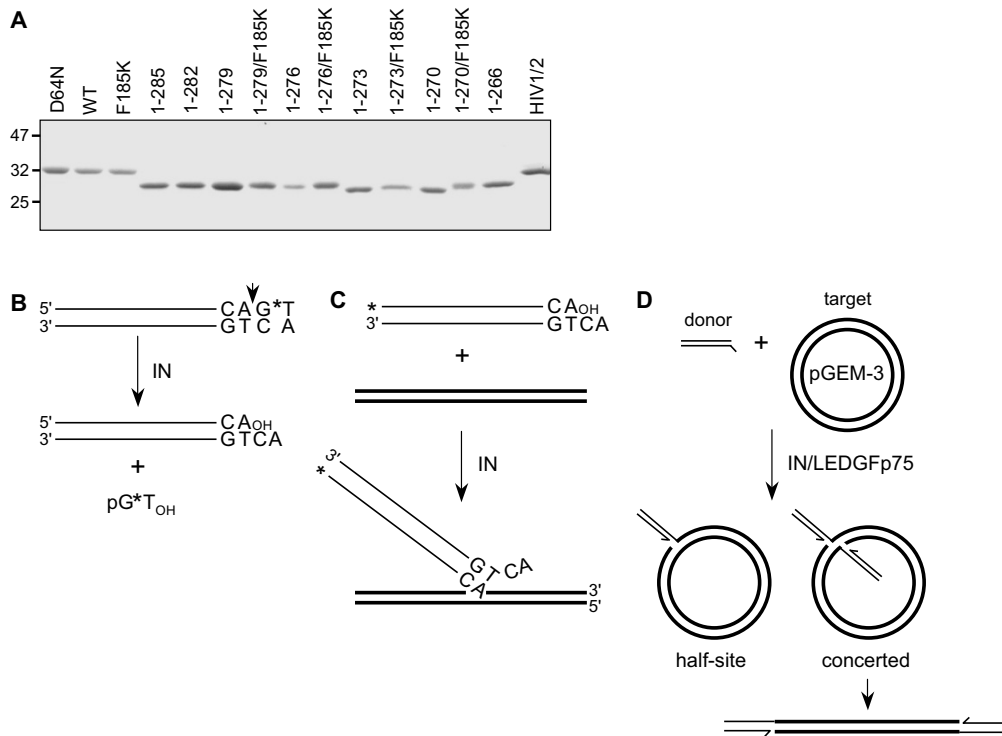 A
D64N
WT
F185K
1-285
1-282
1-279
1-279/F185K
1-276
1-276/F185K
1-273
1-273/F185K
1-270
1-270/F185K
1-266
HIV1/2
47
32
25
B
5' CAG*T
3' GTCA
IN
5' CAOH
3' GTCA
+
pG*TOH
C
* CAOH
3' GTCA
+
IN
3'
*
GTCA
CA
3'
5'
D
target
donor
+
pGEM-3
IN/LEDGFp75
half-site
concerted